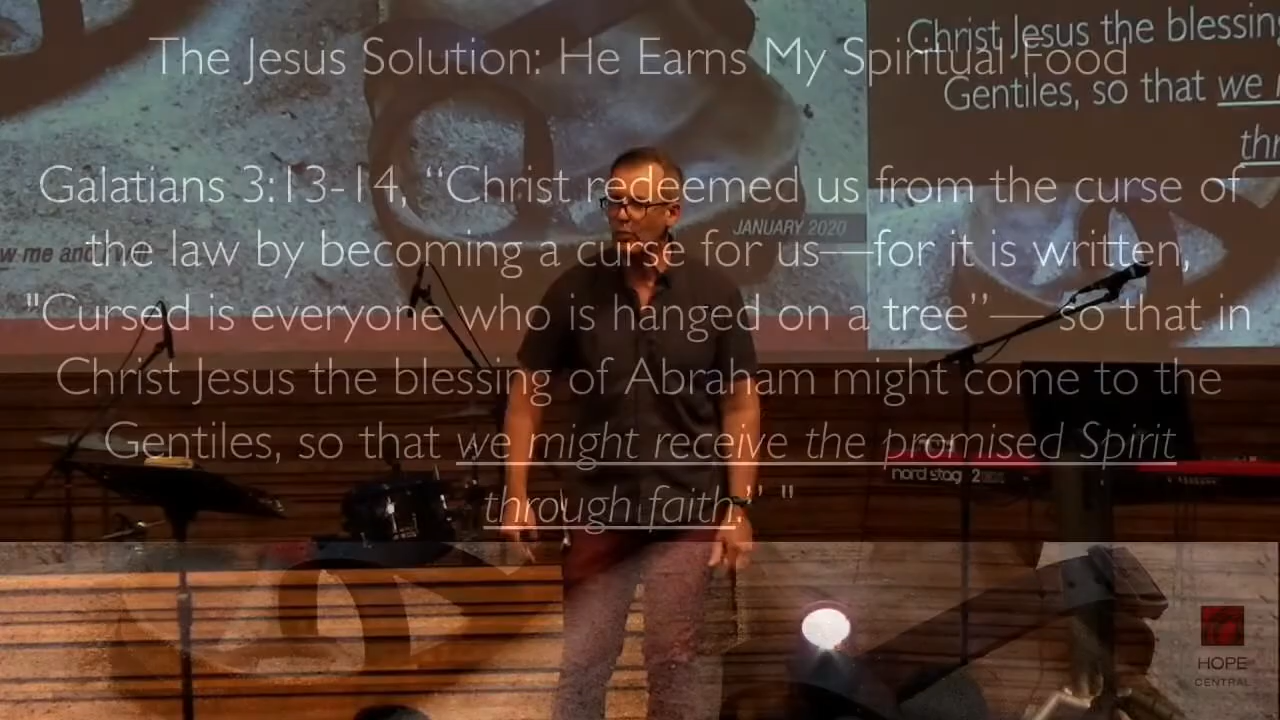 The Jesus Solution: He Earns My Spiritual Food
Christ Jesus the blessing
Gentiles, so that we
Galatians 3:13-14, “Christ redeemed us from the curse of
the law by becoming a curse for us—for it is written,
"Cursed is everyone who is hanged on a tree”— so that in
Christ Jesus the blessing of Abraham might come to the
Gentiles, so that we might receive the promised Spirit
through faith.” "
JANUARY 2020
me and I will
nord stage 2
HOPE
CENTRAL